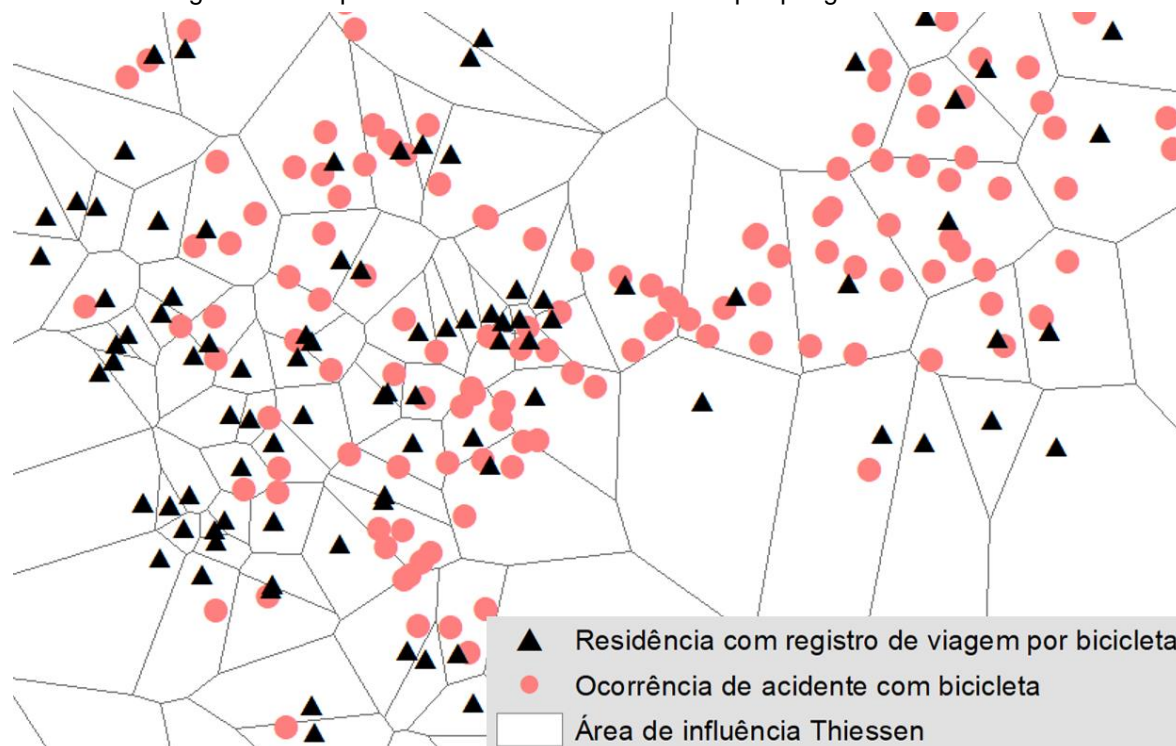 Residência com registro de viagem por bicicleta
Ocorrência de acidente com bicicleta
Área de influência Thiessen